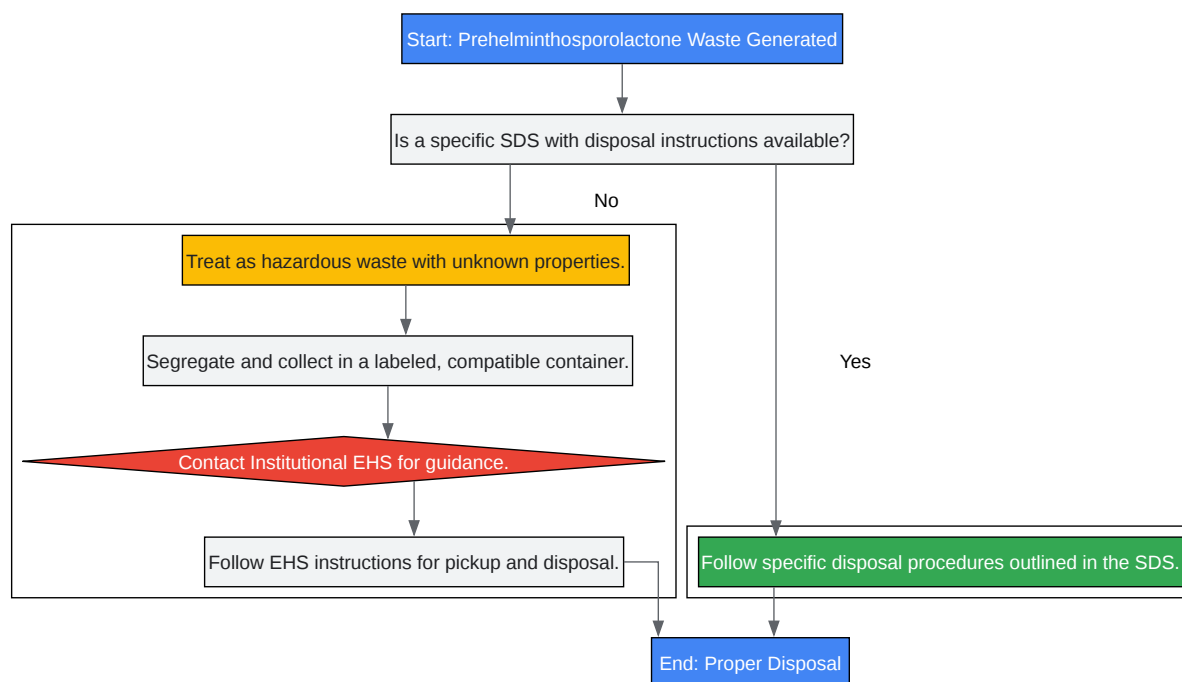 Start: Prehelminthosporolactone Waste Generated
Is a specific SDS with disposal instructions available?
No
Treat as hazardous waste with unknown properties.
Segregate and collect in a labeled, compatible container.
Yes
Contact Institutional EHS for guidance.
Follow EHS instructions for pickup and disposal.
Follow specific disposal procedures outlined in the SDS.
End: Proper Disposal